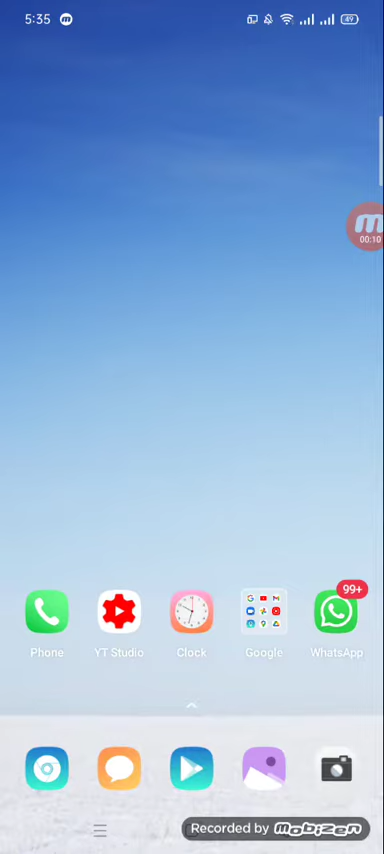 5:35
49
00:10
99+
Phone
YT Studio
Clock
Google
WhatsApp
Recorded by mobizen